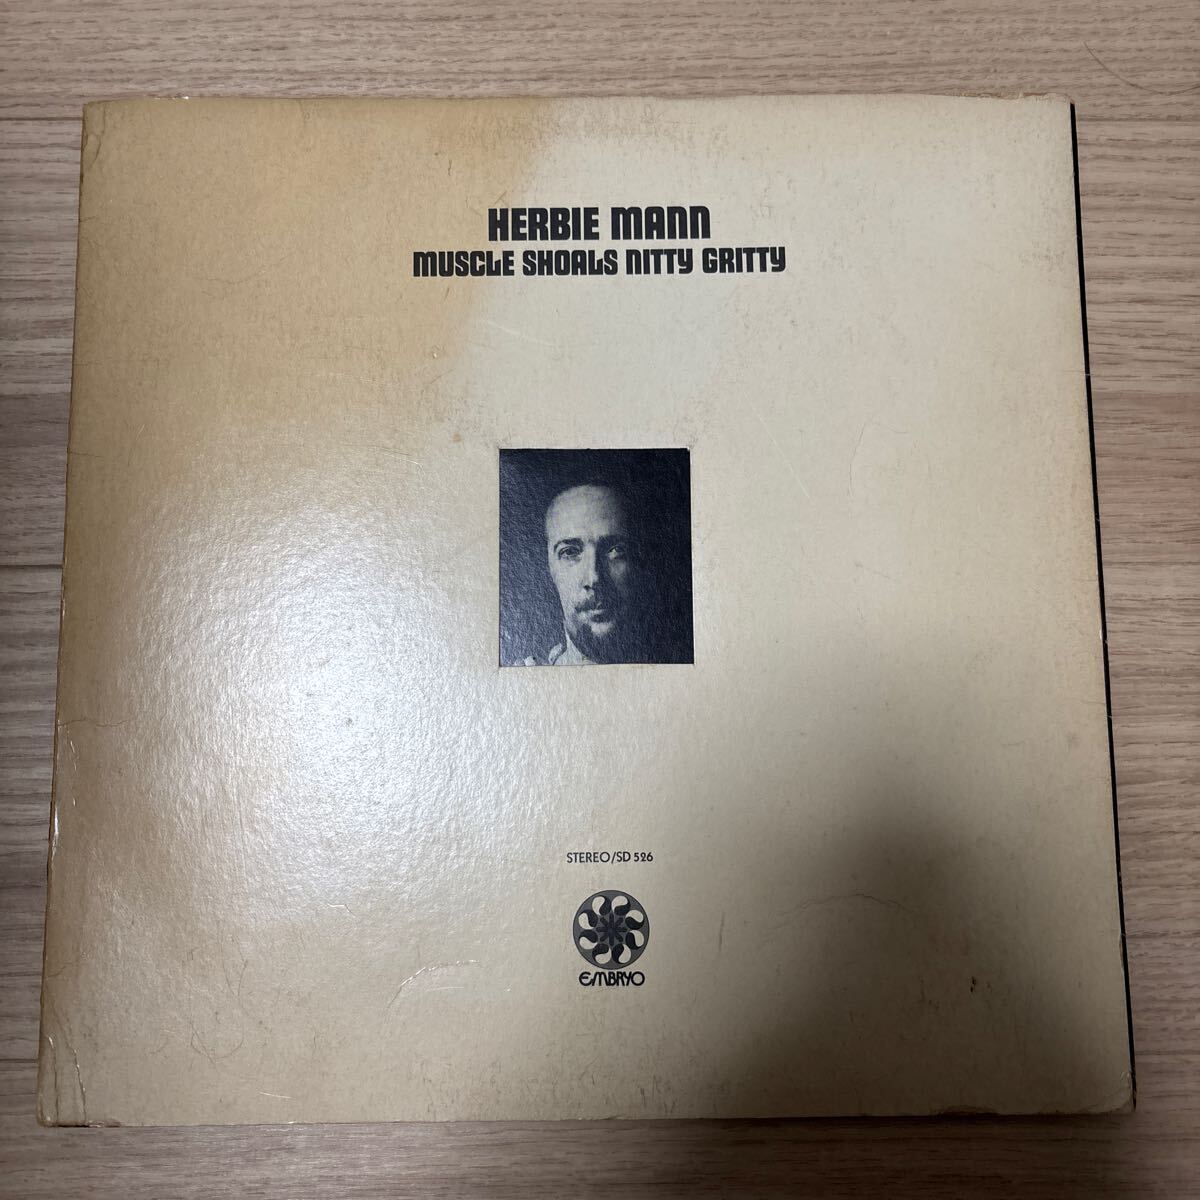 HERBIE MANN
MUSCLE SHOALS NITTY GRITTY
STEREO/SD 526
EMBRYO